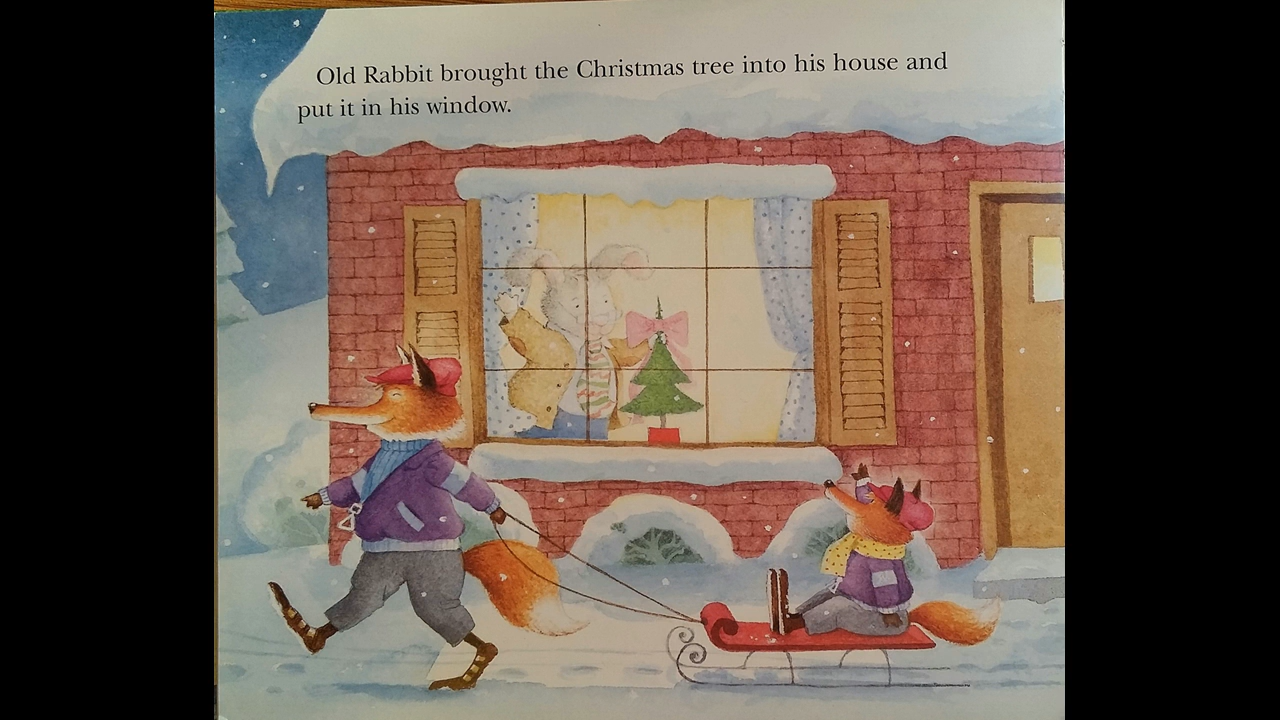 Old Rabbit brought the Christmas tree into his house and
put it in his window.